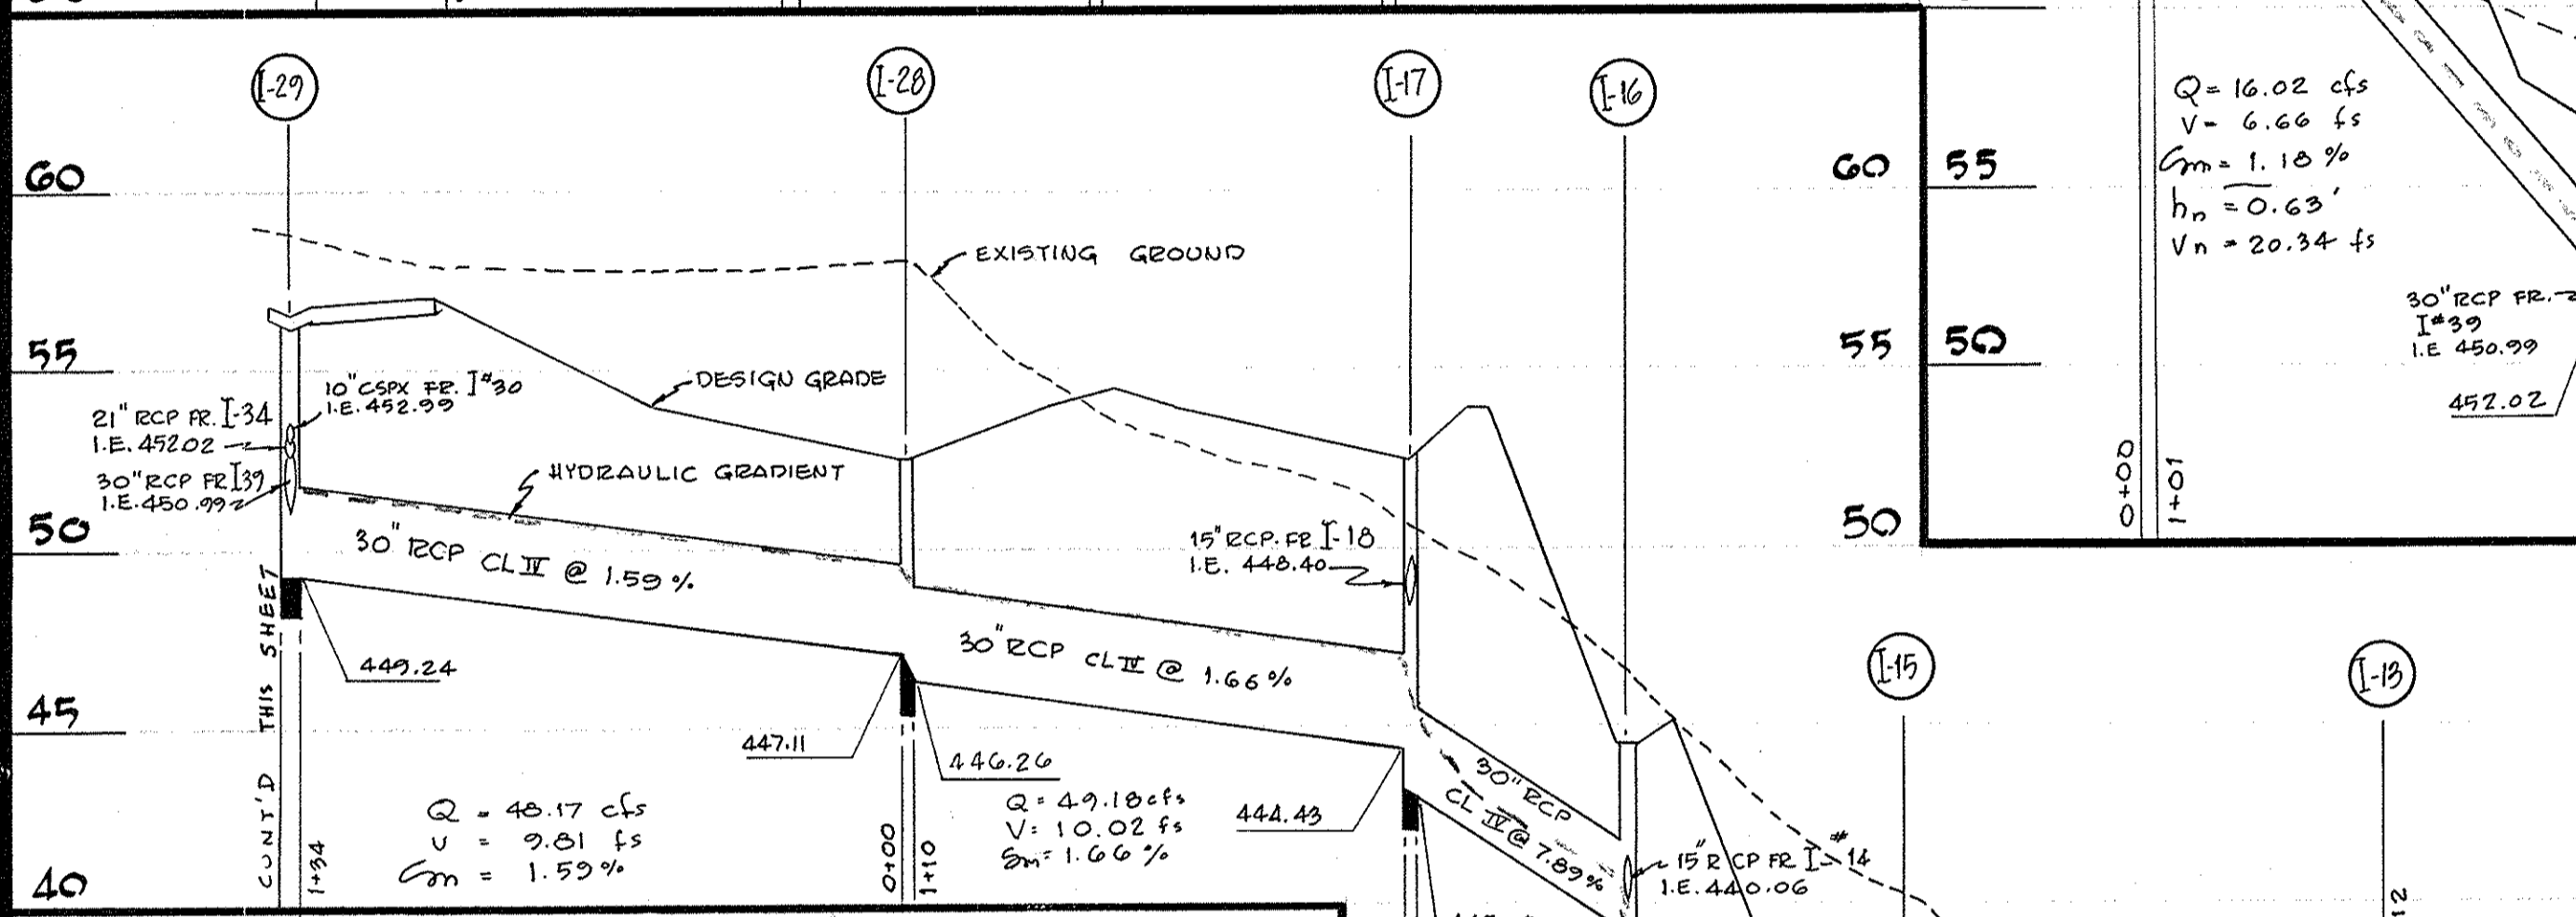 I-29
I-28
I-17
I-16
60
60
55
Q = 16.02 cfs
V = 6.66 fs
Sm = 1.18 %
hn = 0.63'
Vn = 20.34 fs
EXISTING GROUND
55
55
50
30" RCP FR.
I#39
I.E 450.99
452.02
DESIGN GRADE
10" CSPX FR. I#30
I.E. 452.99
21" RCP FR. I-34
I.E. 452.02
30" RCP FR I39
I.E. 450.99
HYDRAULIC GRADIENT
50
50
0+00
1+01
30" RCP CL IV @ 1.59 %
15" RCP. FR I-18
I.E. 448.40
30" RCP CL IV @ 1.66 %
449.24
I-15
I-13
45
447.11
446.26
444.43
30" RCP
CL IV @ 7.89 %
CONT'D THIS SHEET
1+34
Q = 48.17 cfs
V = 9.81 fs
Sm = 1.59 %
0+00
1+10
Q = 49.18 cfs
V = 10.02 fs
Sm = 1.66 %
15" RCP FR I-#14
I.E. 440.06
40